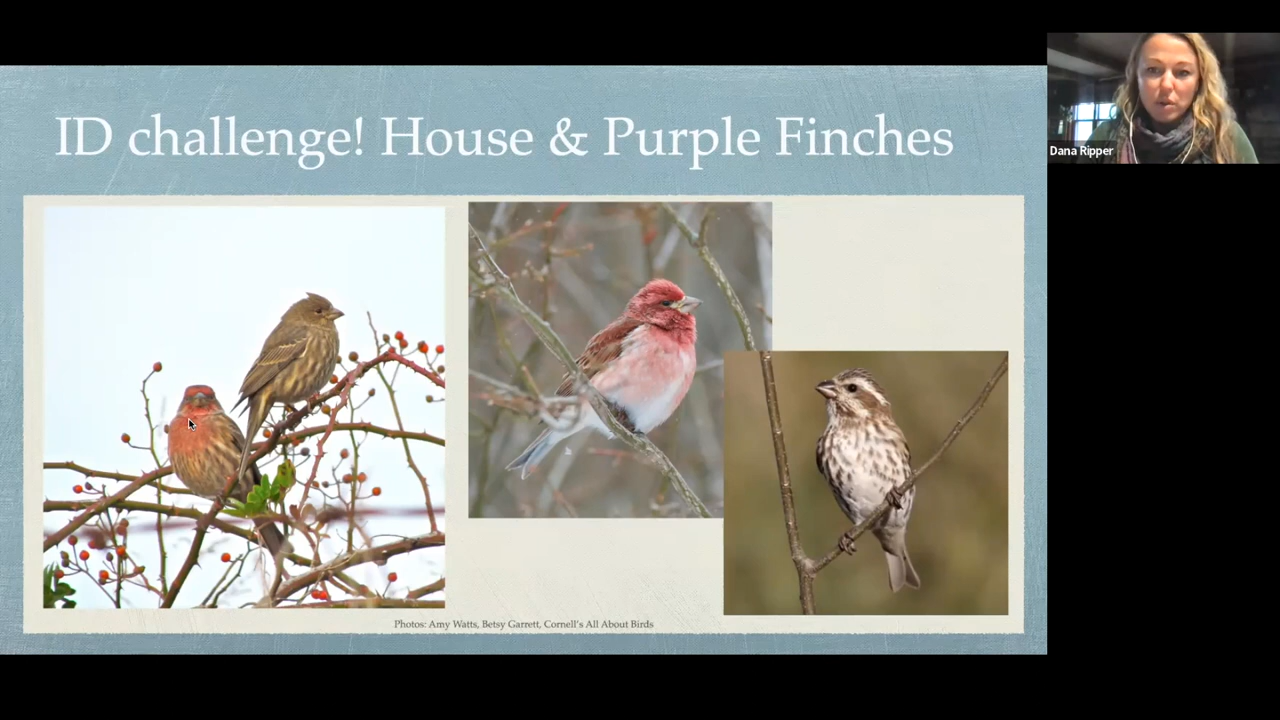 ID challenge! House & Purple Finches
Dana Ripper
Photos: Amy Watts, Betsy Garrett, Cornell's All About Birds